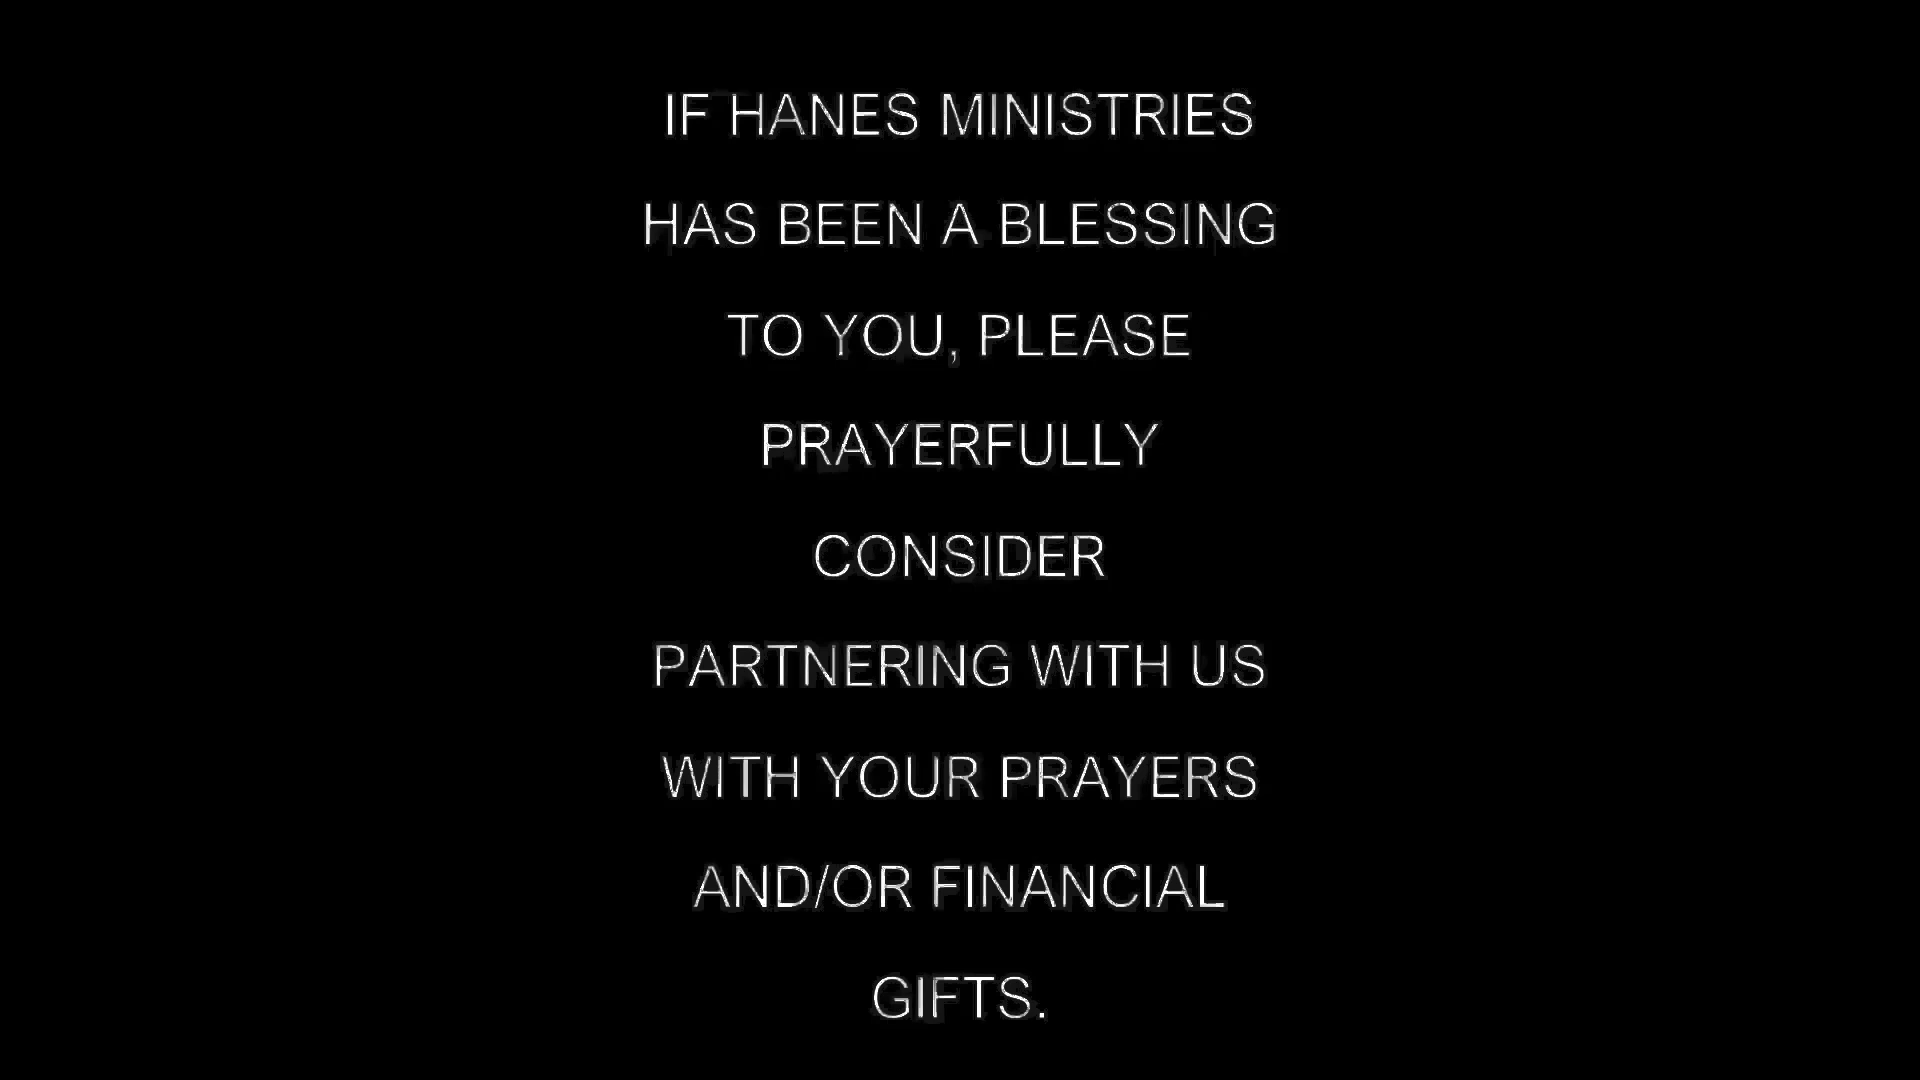 IF HANES MINISTRIES
HAS BEEN A BLESSING
TO YOU, PLEASE
PRAYERFULLY
CONSIDER
PARTNERING WITH US
WITH YOUR PRAYERS
AND/OR FINANCIAL
GIFTS.